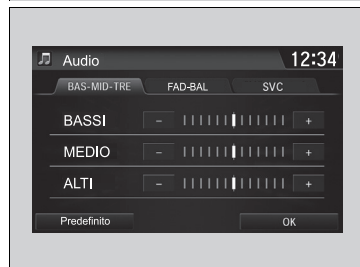 Audio 12:34
BAS-MID-TRE FAD-BAL SVC
BASSI - +
MEDIO - +
ALTI - +
Predefinito OK